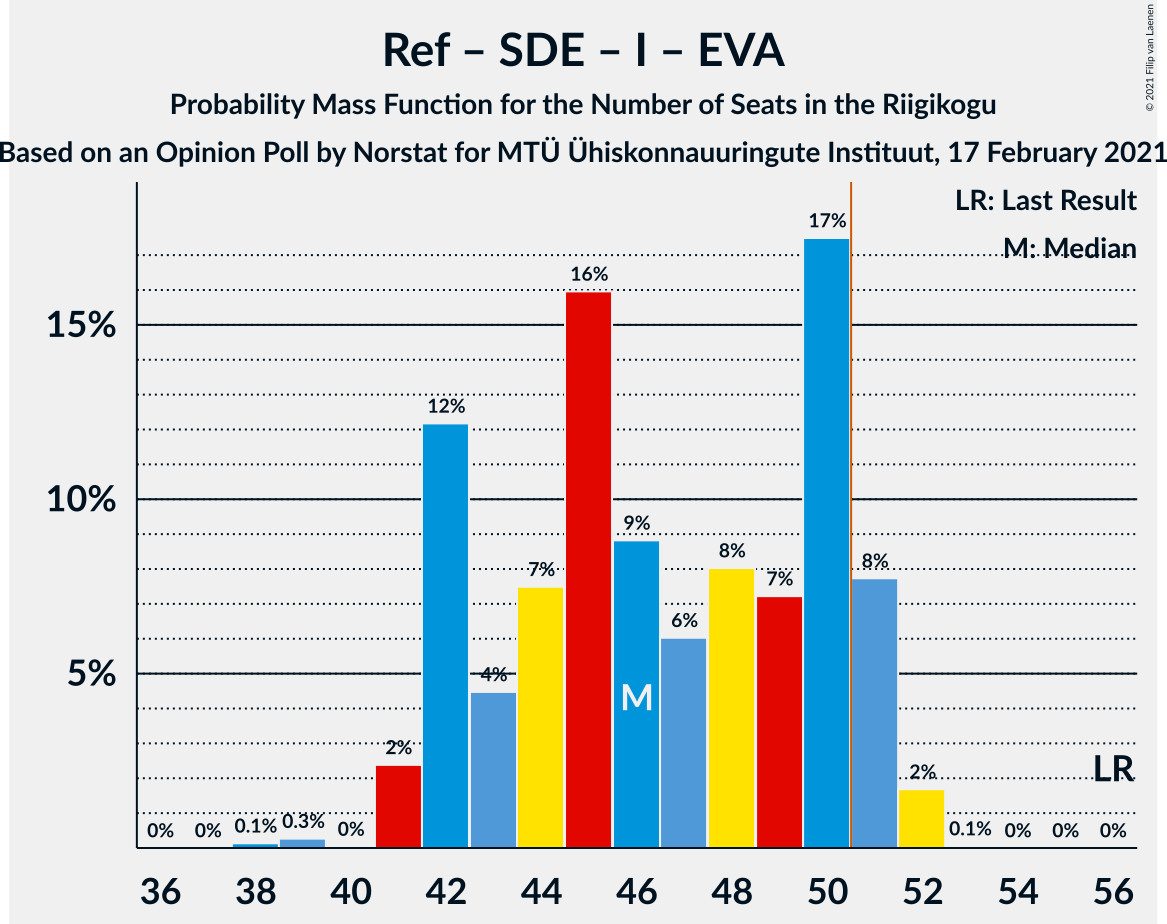 Ref – SDE – I – EVA
Probability Mass Function for the Number of Seats in the Riigikogu
Based on an Opinion Poll by Norstat for MTÜ Ühiskonnauuringute Instituut, 17 February 2021
© 2021 Filip van Laenen
LR: Last Result
M: Median
15%
10%
5%
0%
0%
0.1%
0.3%
0%
2%
12%
4%
7%
16%
9%
6%
8%
7%
17%
8%
2%
0.1%
0%
0%
0%
M
LR
36 38 40 42 44 46 48 50 52 54 56